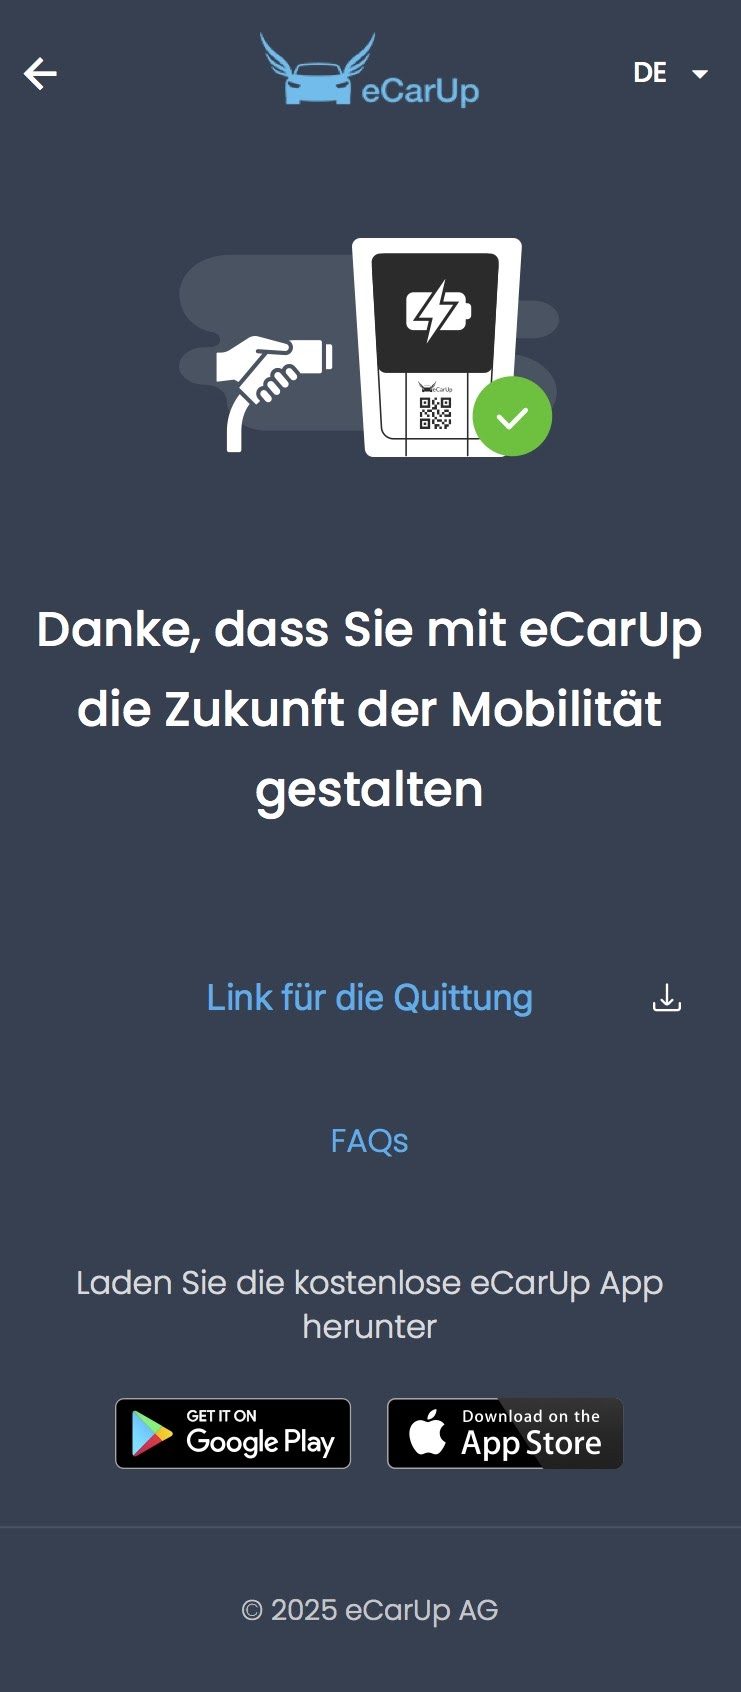 eCarUp
DE
eCarUp
Danke, dass Sie mit eCarUp
die Zukunft der Mobilität
gestalten
Link für die Quittung
FAQs
Laden Sie die kostenlose eCarUp App
herunter
GET IT ON
Google Play
Download on the
App Store
© 2025 eCarUp AG